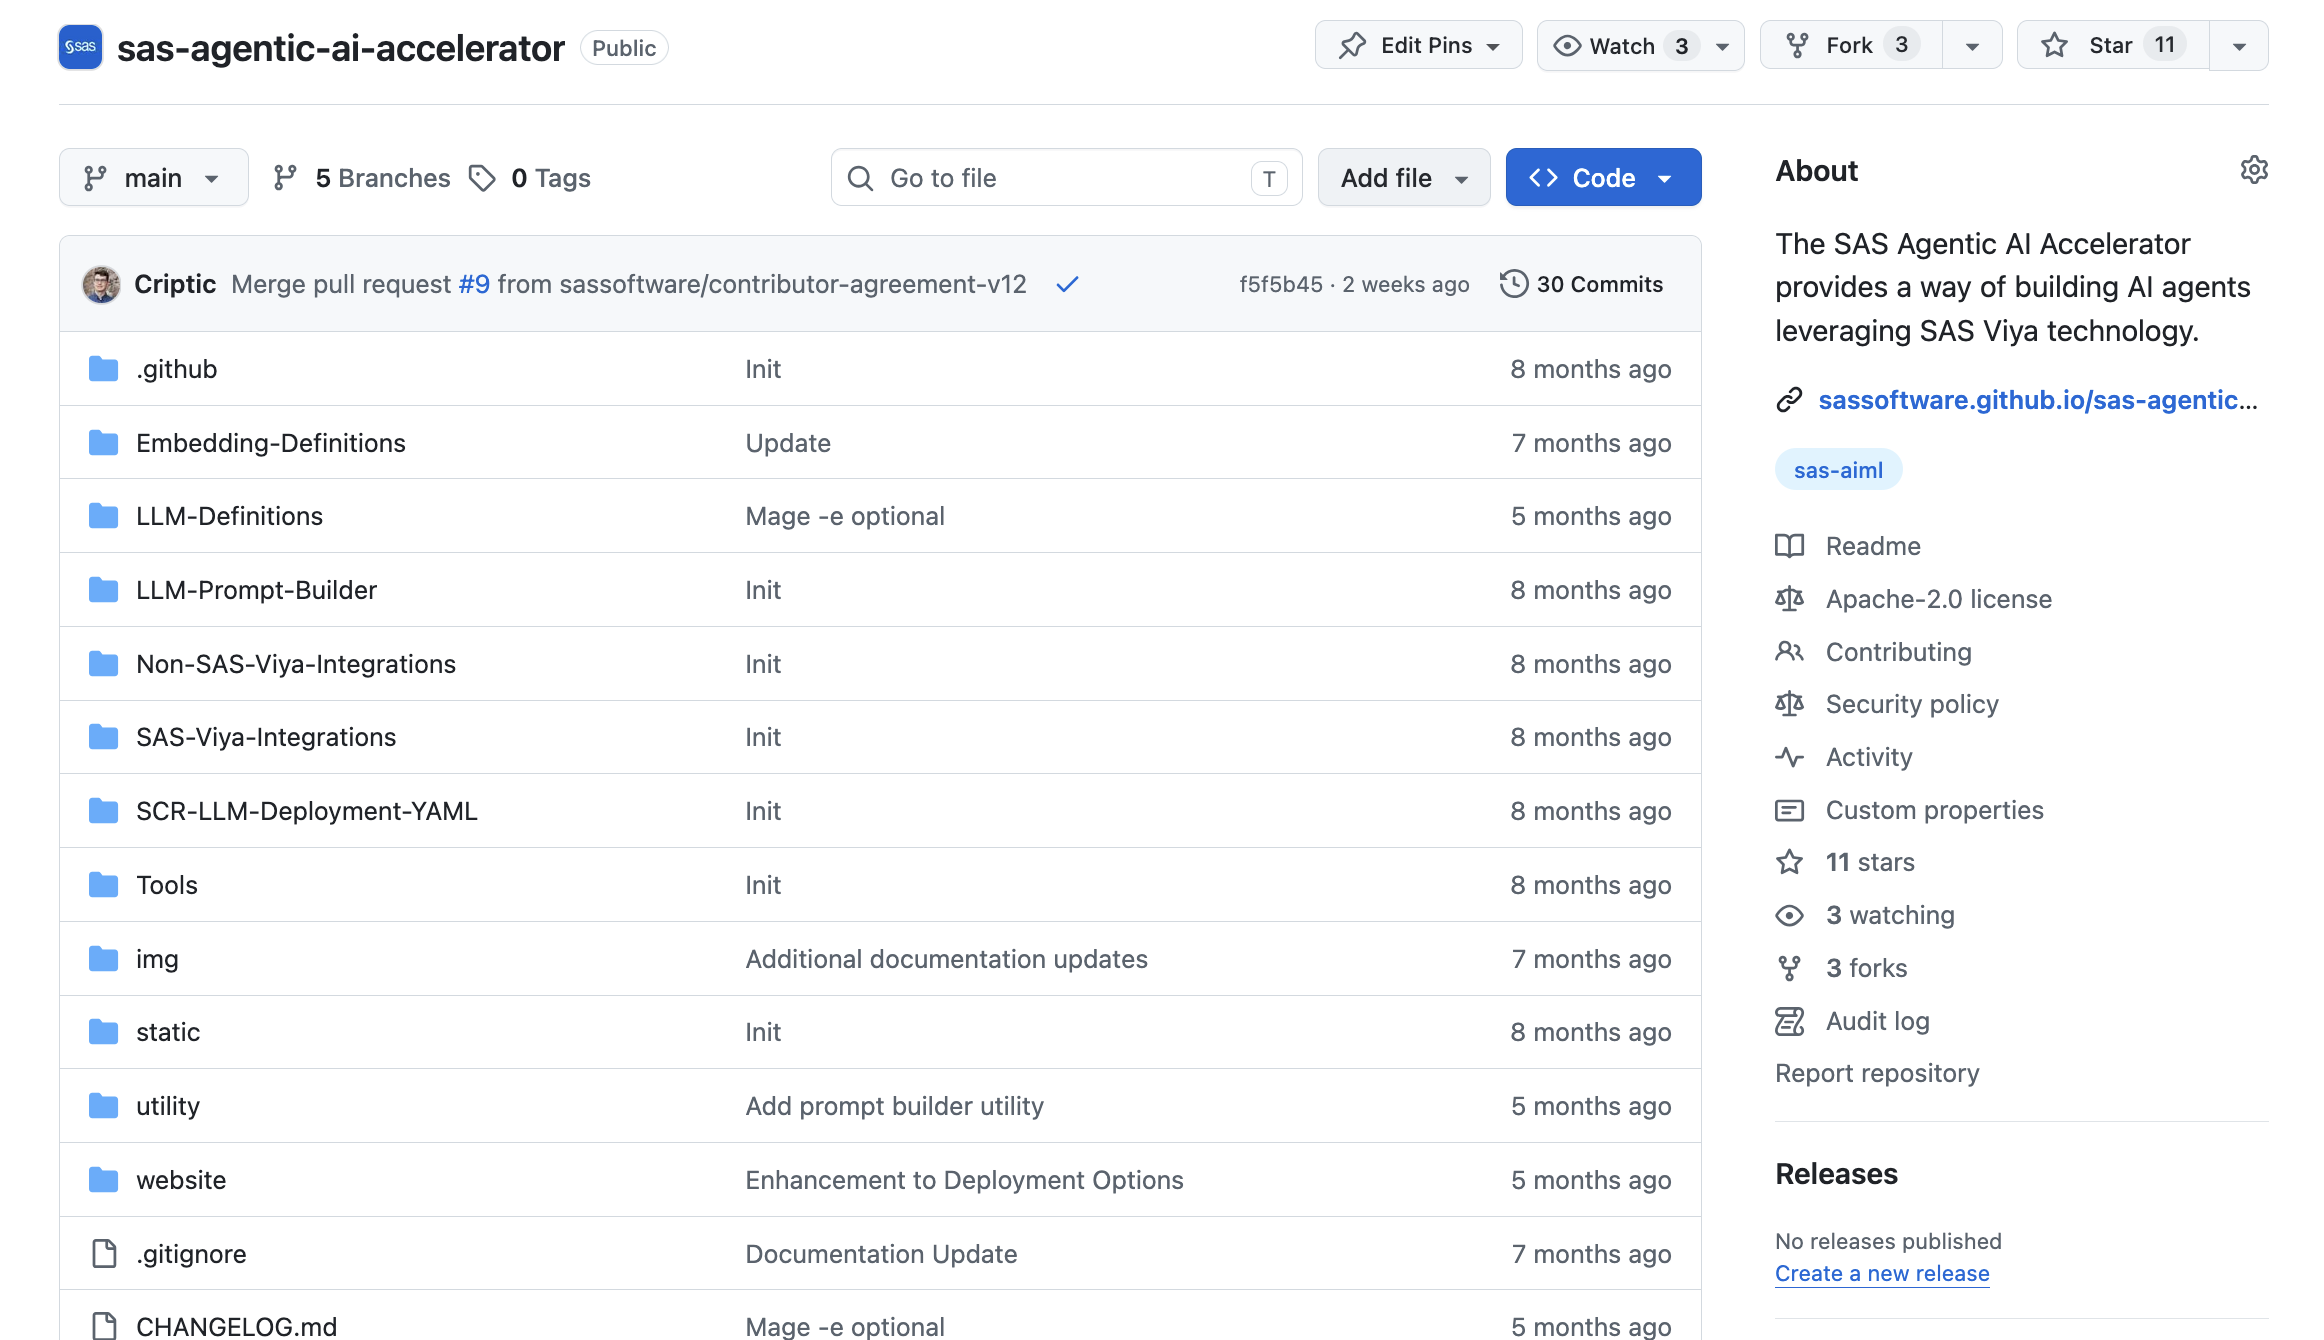 sas sas-agentic-ai-accelerator Public Edit Pins Watch 3 Fork 3 Star 11
main 5 Branches 0 Tags Go to file T Add file Code
Criptic Merge pull request #9 from sassoftware/contributor-agreement-v12 f5f5b45 · 2 weeks ago 30 Commits
.github Init 8 months ago
Embedding-Definitions Update 7 months ago
LLM-Definitions Mage -e optional 5 months ago
LLM-Prompt-Builder Init 8 months ago
Non-SAS-Viya-Integrations Init 8 months ago
SAS-Viya-Integrations Init 8 months ago
SCR-LLM-Deployment-YAML Init 8 months ago
Tools Init 8 months ago
img Additional documentation updates 7 months ago
static Init 8 months ago
utility Add prompt builder utility 5 months ago
website Enhancement to Deployment Options 5 months ago
.gitignore Documentation Update 7 months ago
CHANGELOG.md Mage -e optional 5 months ago
About
The SAS Agentic AI Accelerator
provides a way of building AI agents
leveraging SAS Viya technology.
sassoftware.github.io/sas-agentic...
sas-aiml
Readme
Apache-2.0 license
Contributing
Security policy
Activity
Custom properties
11 stars
3 watching
3 forks
Audit log
Report repository
Releases
No releases published
Create a new release